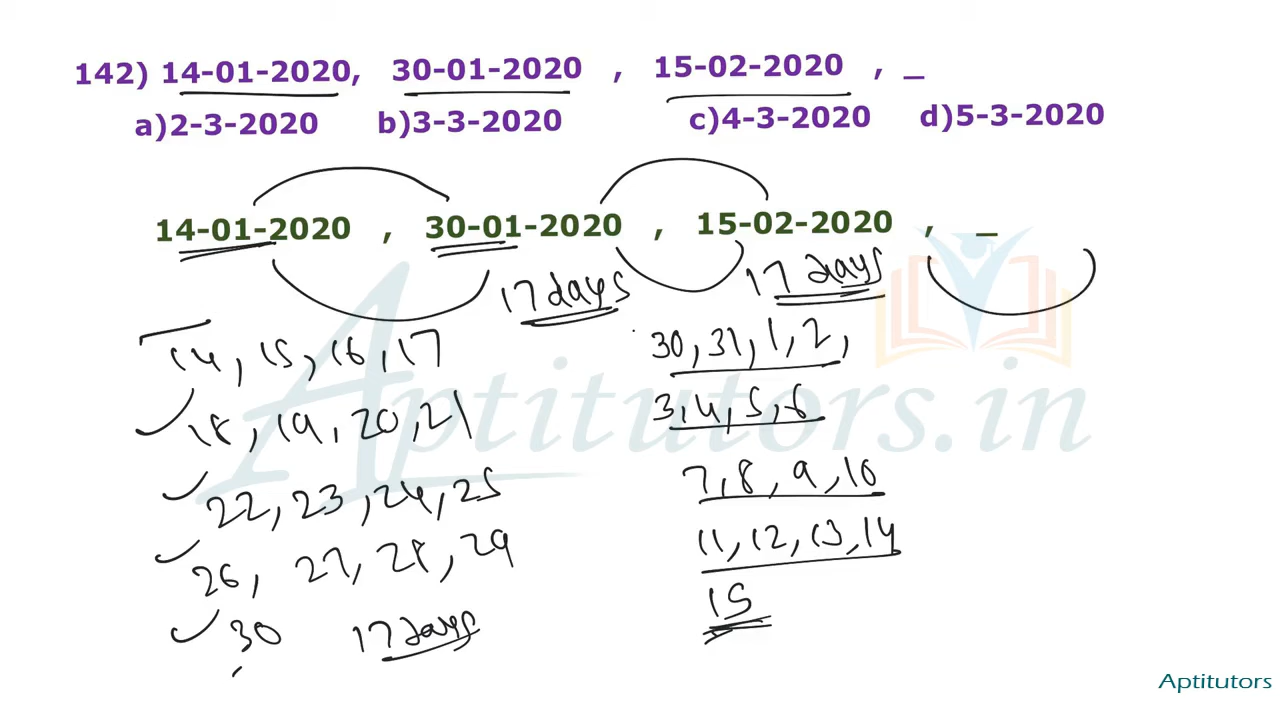 142) 14-01-2020, 30-01-2020 , 15-02-2020 , _
a)2-3-2020 b)3-3-2020 c)4-3-2020 d)5-3-2020
14-01-2020 , 30-01-2020 , 15-02-2020 , _
17 days 17 days
14, 15, 16, 17
18, 19, 20, 21
22, 23, 24, 25
26, 27, 28, 29
30 17 days
30, 31, 1, 2,
3, 4, 5, 6
7, 8, 9, 10
11, 12, 13, 14
15
Aptitutors.in
Aptitutors